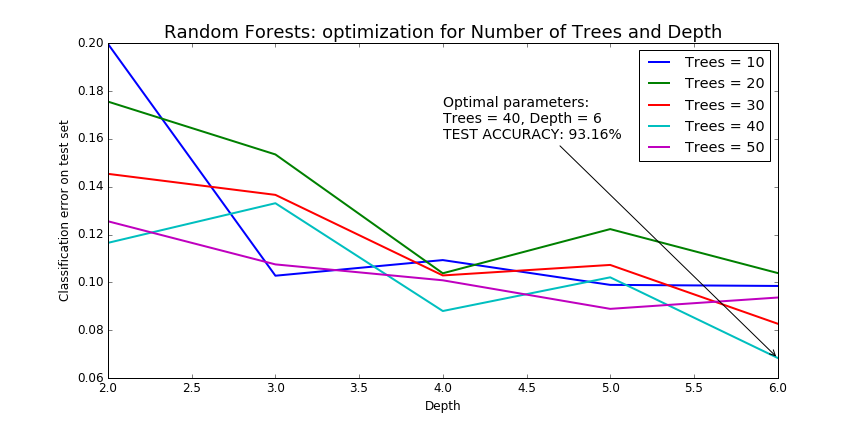 Random Forests: optimization for Number of Trees and Depth
0.20
0.18
0.16
0.14
0.12
0.10
0.08
0.06
Classification error on test set
Optimal parameters:
Trees = 40, Depth = 6
TEST ACCURACY: 93.16%
Trees = 10
Trees = 20
Trees = 30
Trees = 40
Trees = 50
2.0 2.5 3.0 3.5 4.0 4.5 5.0 5.5 6.0
Depth